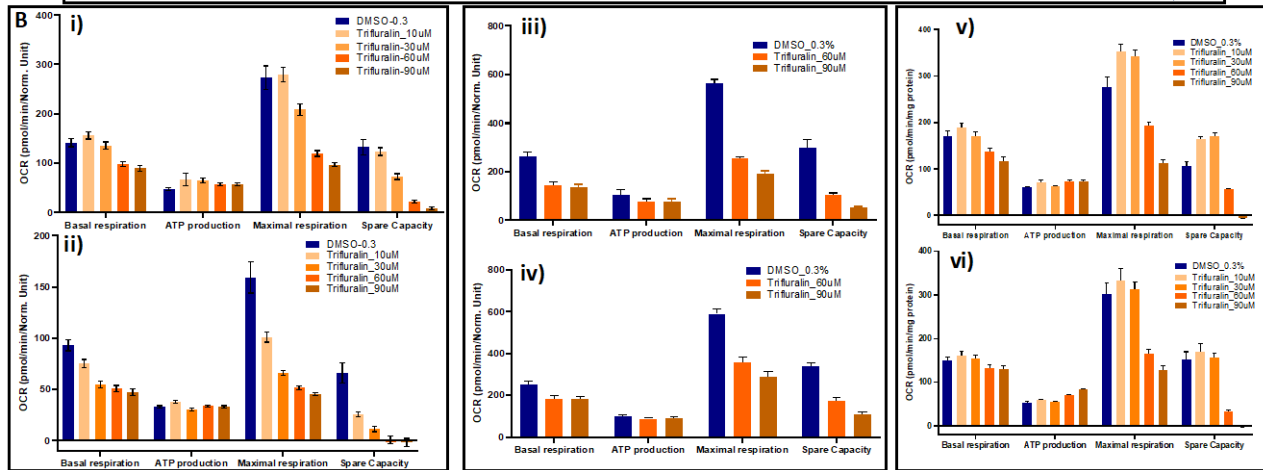 B
i)
DMSO-0.3
Trifluralin_10uM
Trifluralin-30uM
Trifluralin-60uM
Trifluralin-90uM
OCR (pmol/min/Norm. Unit)
400
300
200
100
0
Basal respiration
ATP production
Maximal respiration
Spare Capacity
ii)
DMSO-0.3
Trifluralin_10uM
Trifluralin_30uM
Trifluralin_60uM
Trifluralin_90uM
OCR (pmol/min/Norm. Unit)
200
150
100
50
0
Basal respiration
ATP production
Maximal respiration
Spare Capacity
iii)
DMSO_0.3%
Trifluralin_60uM
Trifluralin_90uM
OCR (pmol/min/Norm. Unit)
800
600
400
200
0
Basal respiration
ATP production
Maximal respiration
Spare Capacity
iv)
DMSO_0.3%
Trifluralin_60uM
Trifluralin_90uM
OCR (pmol/min/Norm. Unit)
800
600
400
200
0
Basal respiration
ATP production
Maximal respiration
Spare Capacity
v)
DMSO_0.3%
Trifluralin_10uM
Trifluralin_30uM
Trifluralin_60uM
Trifluralin_90uM
OCR (pmol/min/mg protein)
400
300
200
100
0
Basal respiration
ATP production
Maximal respiration
Spare Capacity
vi)
DMSO_0.3%
Trifluralin_10uM
Trifluralin_30uM
Trifluralin_60uM
Trifluralin_90uM
OCR (pmol/min/mg protein)
400
300
200
100
0
Basal respiration
ATP production
Maximal respiration
Spare Capacity